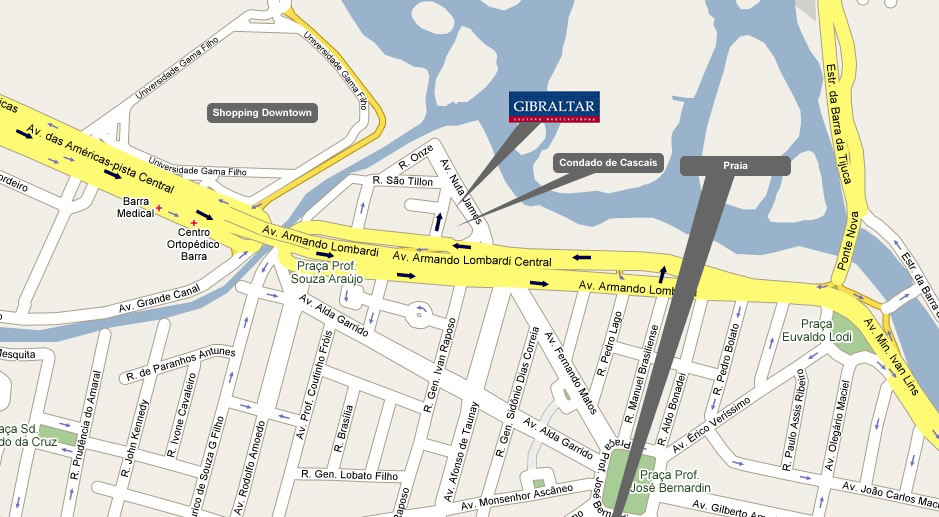 Universidade Gama Filho
Universidade Gama Filho
Shopping Downtown
Universidade Gama Filho
GIBRALTAR
Condado de Cascais
Praia
Estr. da Barra da Tijuca
Av. das Américas-pista Central
R. Onze
R. São Tillon
Av. Nuta James
Barra
Medical
Centro
Ortopédico
Barra
Av. Armando Lombardi
Av. Armando Lombardi Central
Ponte Nova
Estr. da Barra
Praça Prof.
Souza Araújo
Av. Grande Canal
Av. Alda Garrido
Praça
Euvaldo Lodi
Av. Min. Ivan Lins
Mesquita
R. de Paranhos Antunes
Av. Prof. Coutinho Fróis
R. Gen. Ivan Raposo
R. Gen. Sidônio Dias Correia
Av. Fernando Matos
R. Pedro Lago
R. Manuel Brasiliense
R. Aldo Bonadei
R. Pedro Bolato
R. Prudência do Amaral
R. John Kennedy
R. Ivone Cavaleiro
Av. Rodolfo Amoedo
R. Brasília
Av. Afonso de Taunay
Av. Alda Garrido
Av. Érico Veríssimo
R. Paulo Assis Ribeiro
Av. Olegário Maciel
R. Gen. Lobato Filho
Raposo
Av. Monsenhor Ascâneo
Praça Prof.
José Bernardin
Av. João Carlos
Av. Gilberto